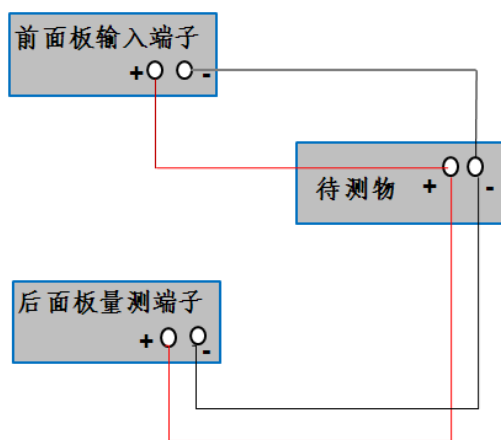 前面板输入端子
+ -
待测物 + -
后面板量测端子
+ -